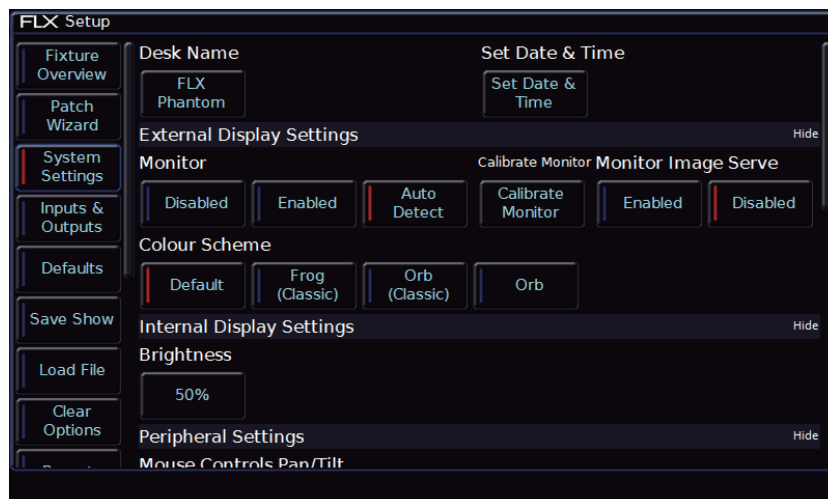 FLX Setup
Fixture
Overview
Patch
Wizard
System
Settings
Inputs &
Outputs
Defaults
Save Show
Load File
Clear
Options
Desk Name
Set Date & Time
FLX
Phantom
Set Date &
Time
External Display Settings
Hide
Monitor
Calibrate Monitor
Monitor Image Serve
Disabled
Enabled
Auto
Detect
Calibrate
Monitor
Enabled
Disabled
Colour Scheme
Default
Frog
(Classic)
Orb
(Classic)
Orb
Internal Display Settings
Hide
Brightness
50%
Peripheral Settings
Hide
Mouse Controls Pan/Tilt